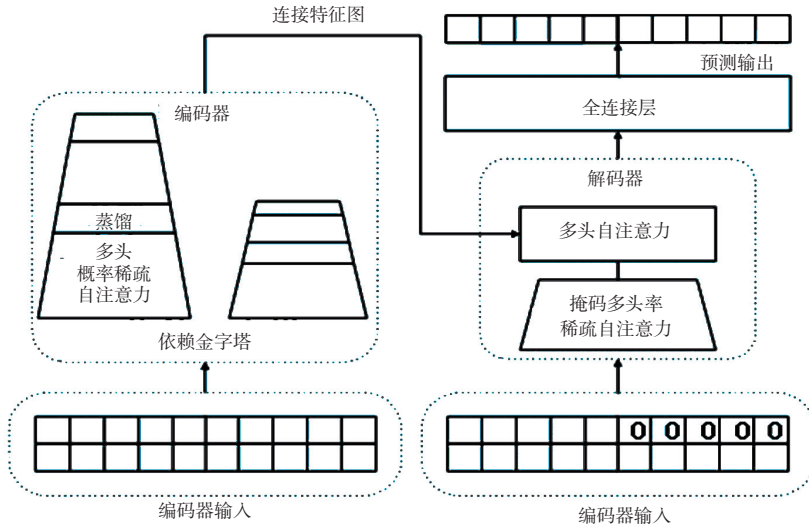 连接特征图
预测输出
全连接层
编码器
解码器
蒸馏
多头
概率稀疏
自注意力
多头自注意力
掩码多头率
稀疏自注意力
依赖金字塔
0 0 0 0 0
编码器输入
编码器输入